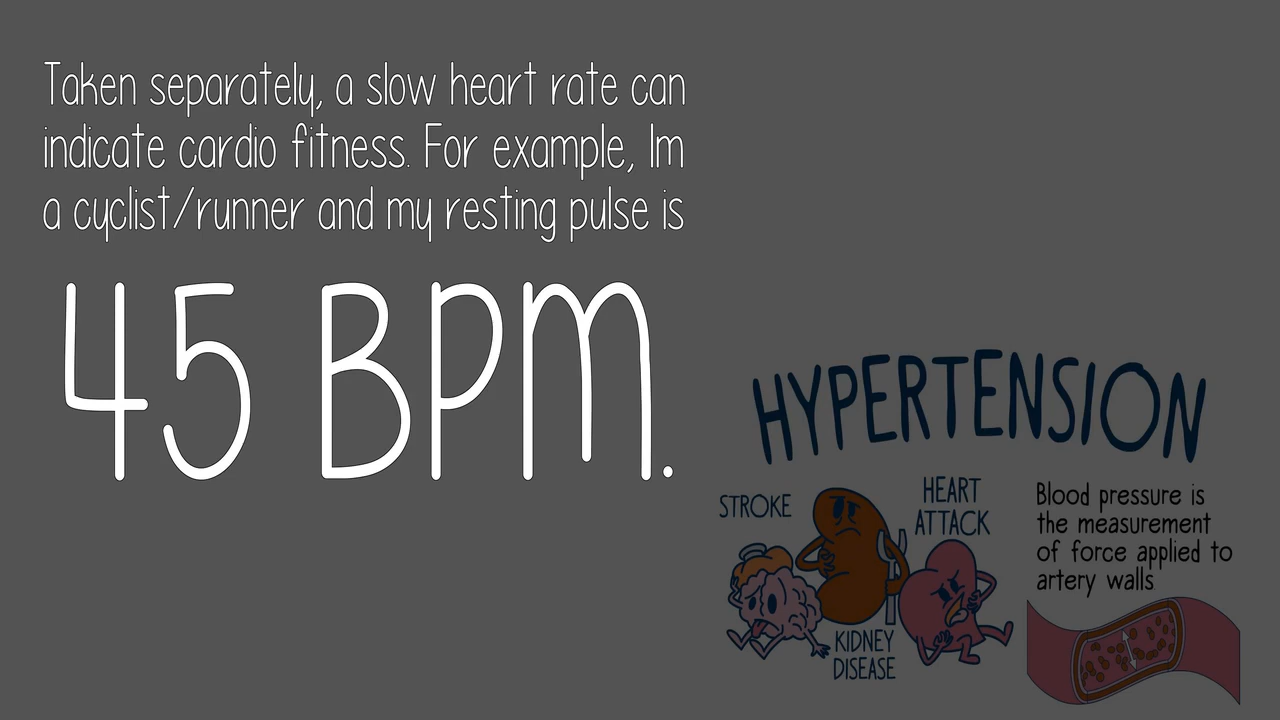 Taken separately, a slow heart rate can
indicate cardio fitness. For example, Im
a cyclist/runner and my resting pulse is
45 BPM.
HYPERTENSION
STROKE
HEART
ATTACK
KIDNEY
DISEASE
Blood pressure is
the measurement
of force applied to
artery walls